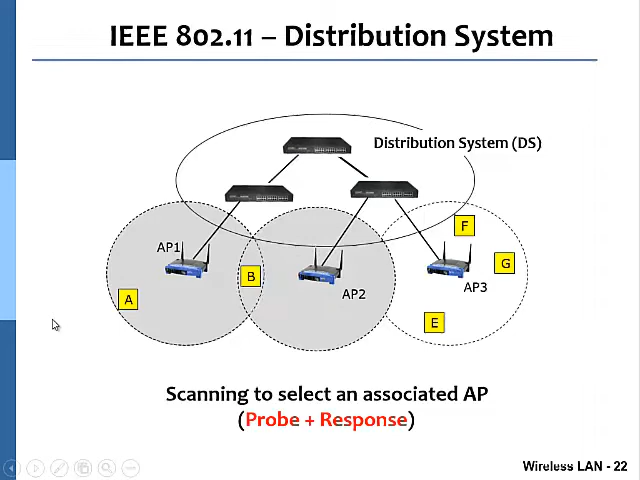 IEEE 802.11 – Distribution System
Distribution System (DS)
F
AP1
G
B
AP3
AP2
A
E
Scanning to select an associated AP
(Probe + Response)
Wireless LAN - 22